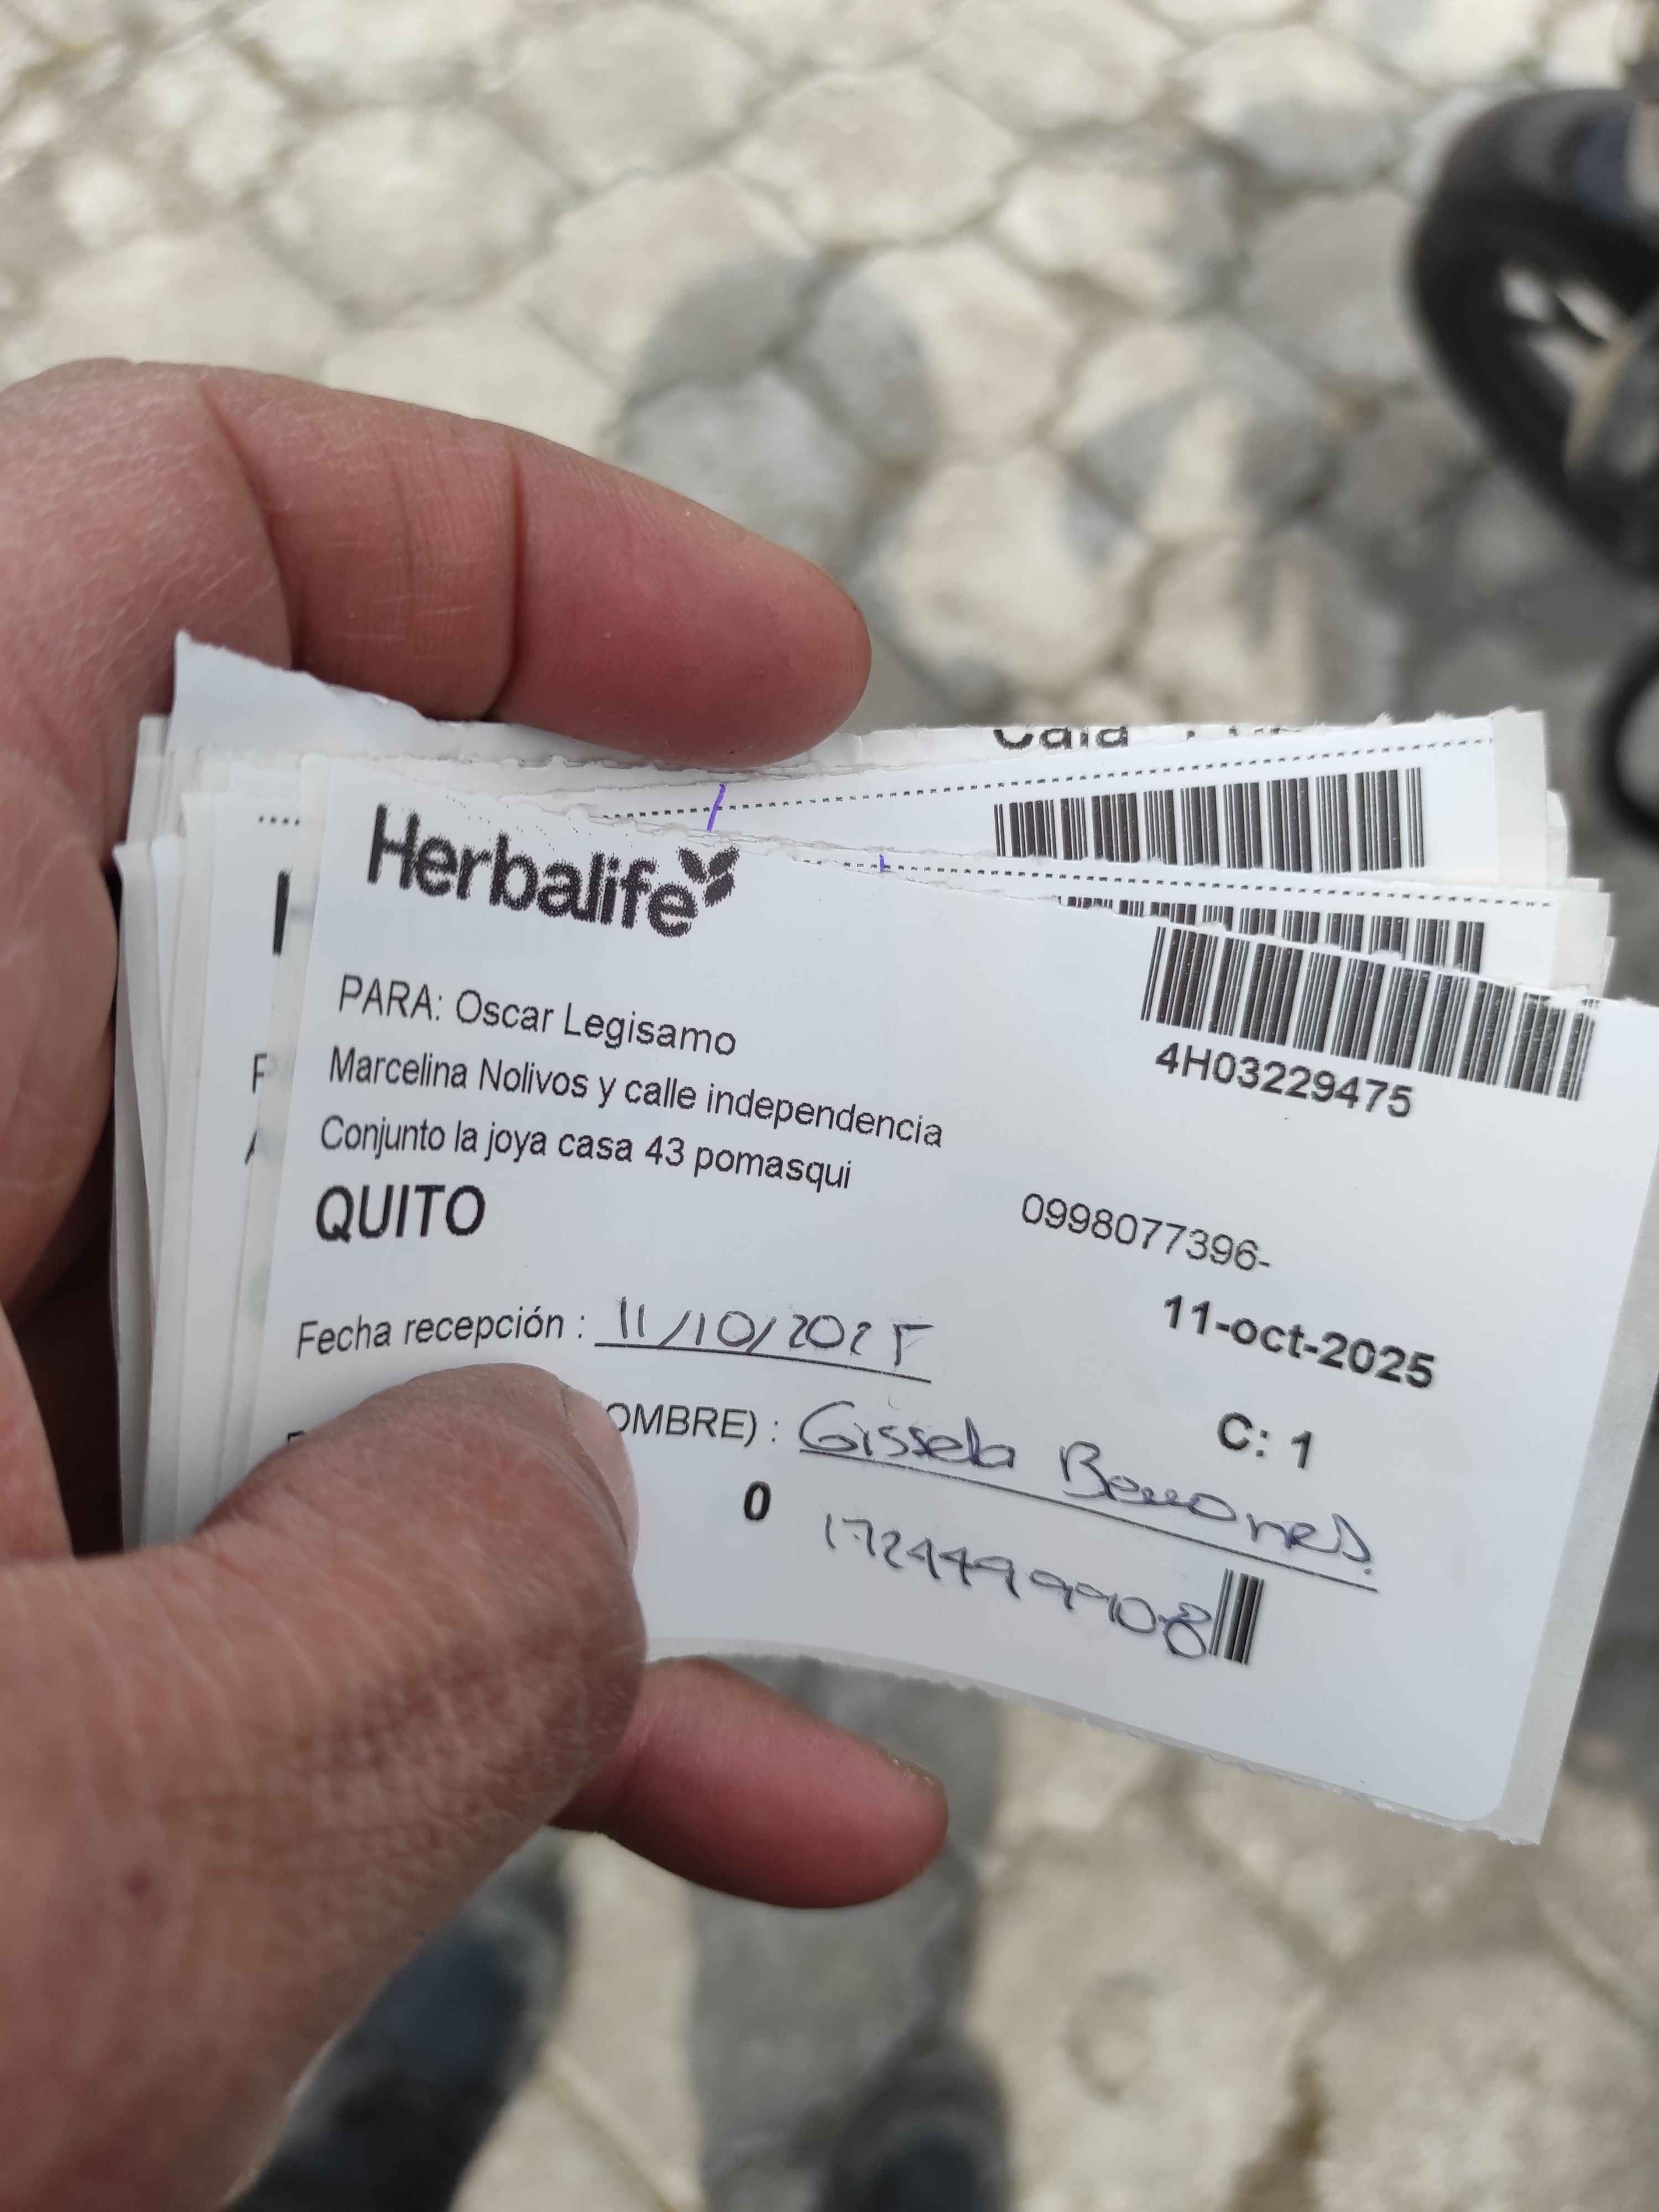 Herbalife
4H03229475
PARA: Oscar Legisamo
Marcelina Nolivos y calle independencia
Conjunto la joya casa 43 pomasqui
QUITO
0998077396-
Fecha recepción : 11/10/2025
11-oct-2025
OMBRE) : Gissela
C: 1
0